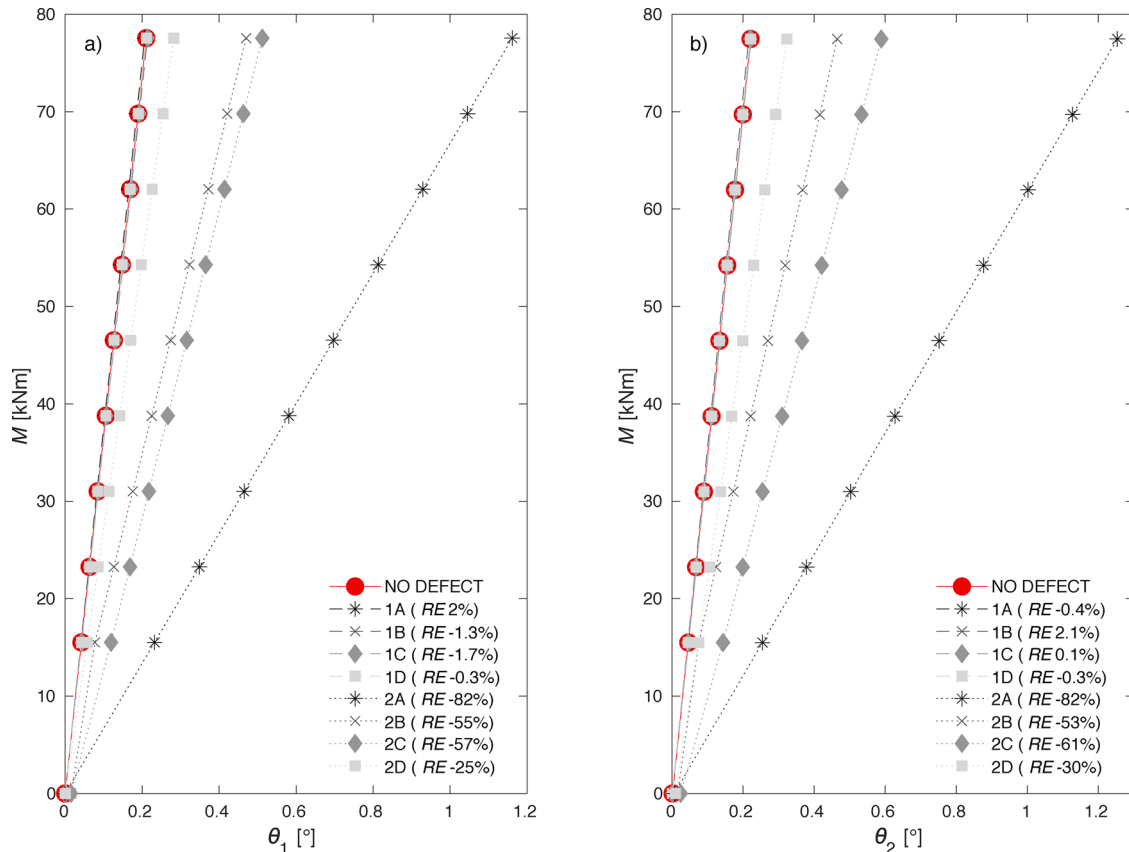 a)
80
70
60
50
40
30
20
10
0
M [kNm]
0
0.2
0.4
0.6
0.8
1
1.2
θ1 [°]
NO DEFECT
1A ( RE 2%)
1B ( RE -1.3%)
1C ( RE -1.7%)
1D ( RE -0.3%)
2A ( RE -82%)
2B ( RE -55%)
2C ( RE -57%)
2D ( RE -25%)
b)
80
70
60
50
40
30
20
10
0
M [kNm]
0
0.2
0.4
0.6
0.8
1
1.2
θ2 [°]
NO DEFECT
1A ( RE -0.4%)
1B ( RE 2.1%)
1C ( RE 0.1%)
1D ( RE -0.3%)
2A ( RE -82%)
2B ( RE -53%)
2C ( RE -61%)
2D ( RE -30%)